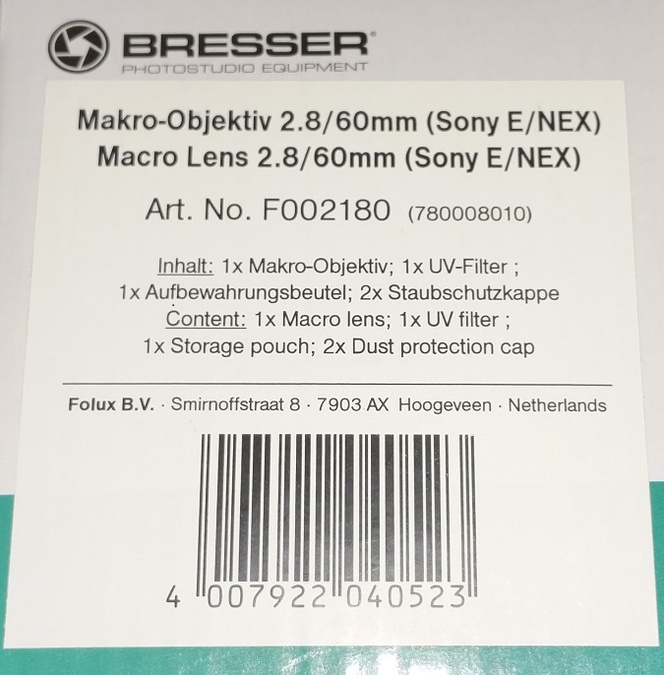 BRESSER®
PHOTOSTUDIO EQUIPMENT
Makro-Objektiv 2.8/60mm (Sony E/NEX)
Macro Lens 2.8/60mm (Sony E/NEX)
Art. No. F002180 (780008010)
Inhalt: 1x Makro-Objektiv; 1x UV-Filter ;
1x Aufbewahrungsbeutel; 2x Staubschutzkappe
Content: 1x Macro lens; 1x UV filter ;
1x Storage pouch; 2x Dust protection cap
Folux B.V. · Smirnoffstraat 8 · 7903 AX Hoogeveen · Netherlands
4 007922 040523